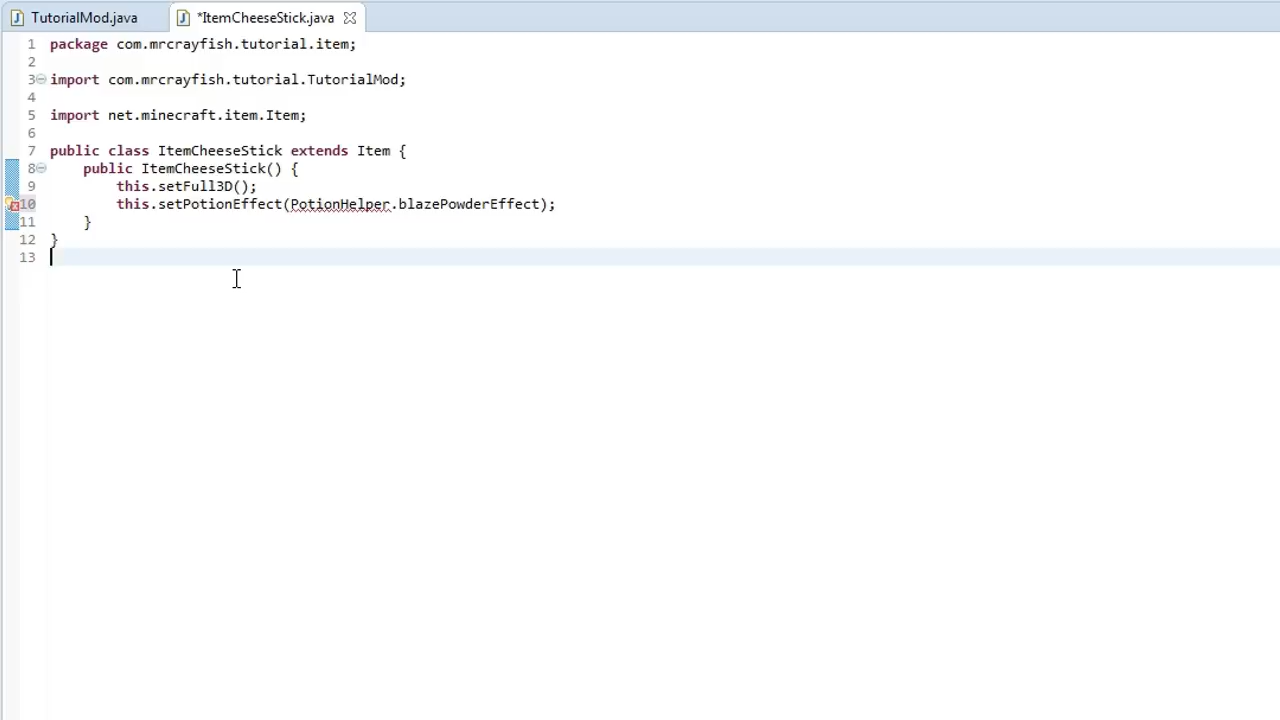 TutorialMod.java
*ItemCheeseStick.java
1 package com.mrcrayfish.tutorial.item;
2
3 import com.mrcrayfish.tutorial.TutorialMod;
4
5 import net.minecraft.item.Item;
6
7 public class ItemCheeseStick extends Item {
8 public ItemCheeseStick() {
9 this.setFull3D();
10 this.setPotionEffect(PotionHelper.blazePowderEffect);
11 }
12 }
13